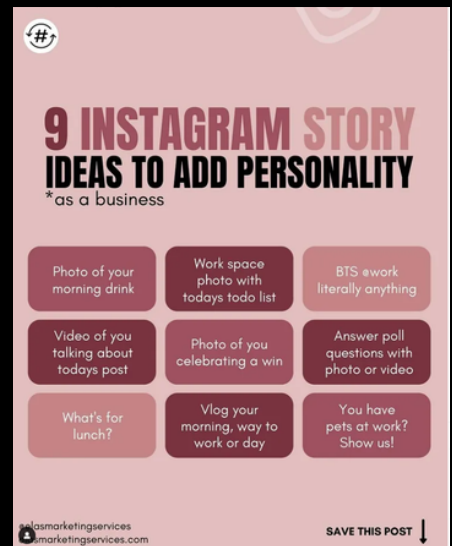 #
9 INSTAGRAM STORY
IDEAS TO ADD PERSONALITY
*as a business
Photo of your
morning drink
Work space
photo with
todays todo list
BTS @work
literally anything
Video of you
talking about
todays post
Photo of you
celebrating a win
Answer poll
questions with
photo or video
What's for
lunch?
Vlog your
morning, way to
work or day
You have
pets at work?
Show us!
SAVE THIS POST